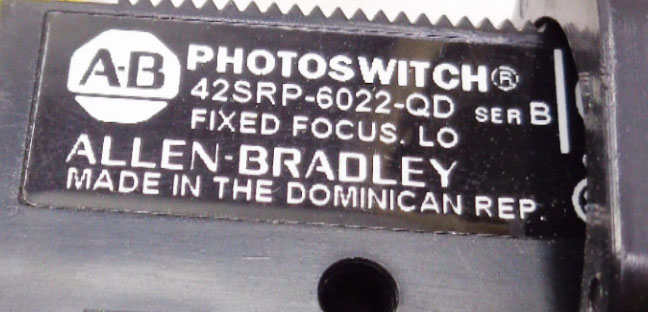 A-B
PHOTOSWITCH®
42SRP-6022-QD SER B
FIXED FOCUS. LO
ALLEN-BRADLEY
MADE IN THE DOMINICAN REP.